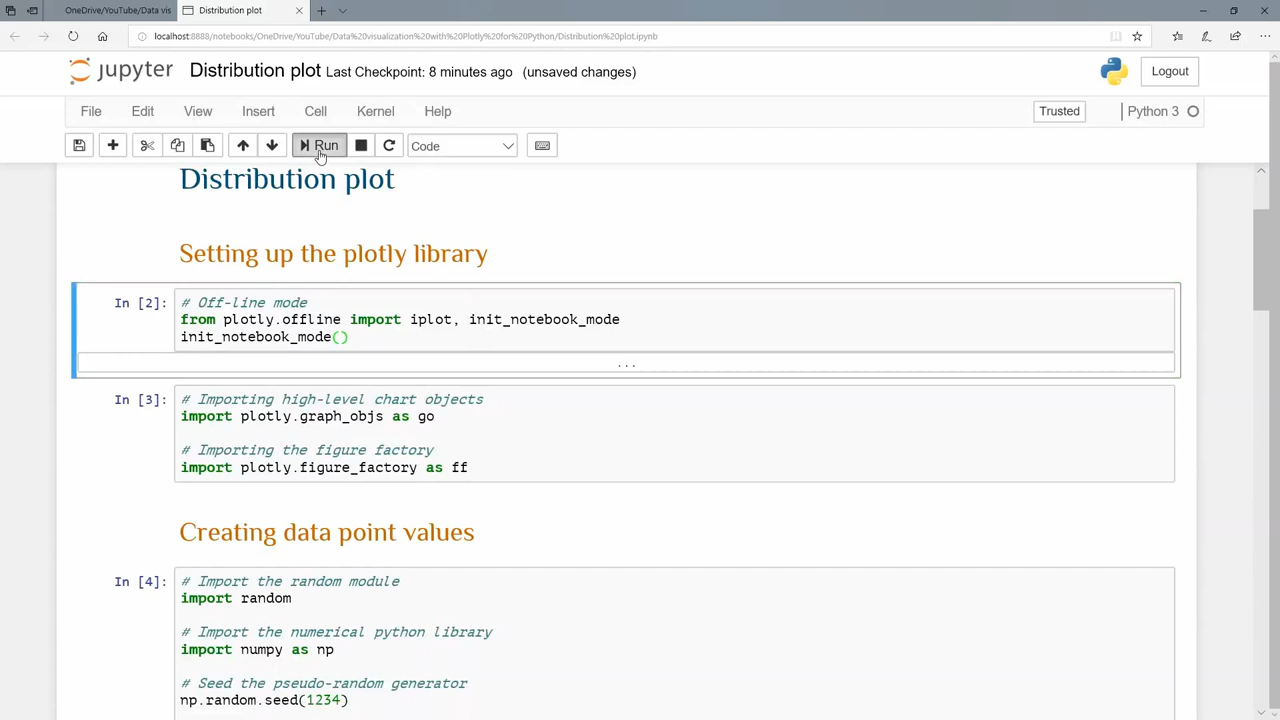 OneDrive/YouTube/Data vis
Distribution plot
localhost:8888/notebooks/OneDrive/YouTube/Data%20visualization%20with%20Plotly%20for%20Python/Distribution%20plot.ipynb
jupyter Distribution plot Last Checkpoint: 8 minutes ago (unsaved changes)
Logout
File Edit View Insert Cell Kernel Help
Trusted Python 3
Run Code
Distribution plot
Setting up the plotly library
In [2]: # Off-line mode
from plotly.offline import iplot, init_notebook_mode
init_notebook_mode()
...
In [3]: # Importing high-level chart objects
import plotly.graph_objs as go
# Importing the figure factory
import plotly.figure_factory as ff
Creating data point values
In [4]: # Import the random module
import random
# Import the numerical python library
import numpy as np
# Seed the pseudo-random generator
np.random.seed(1234)